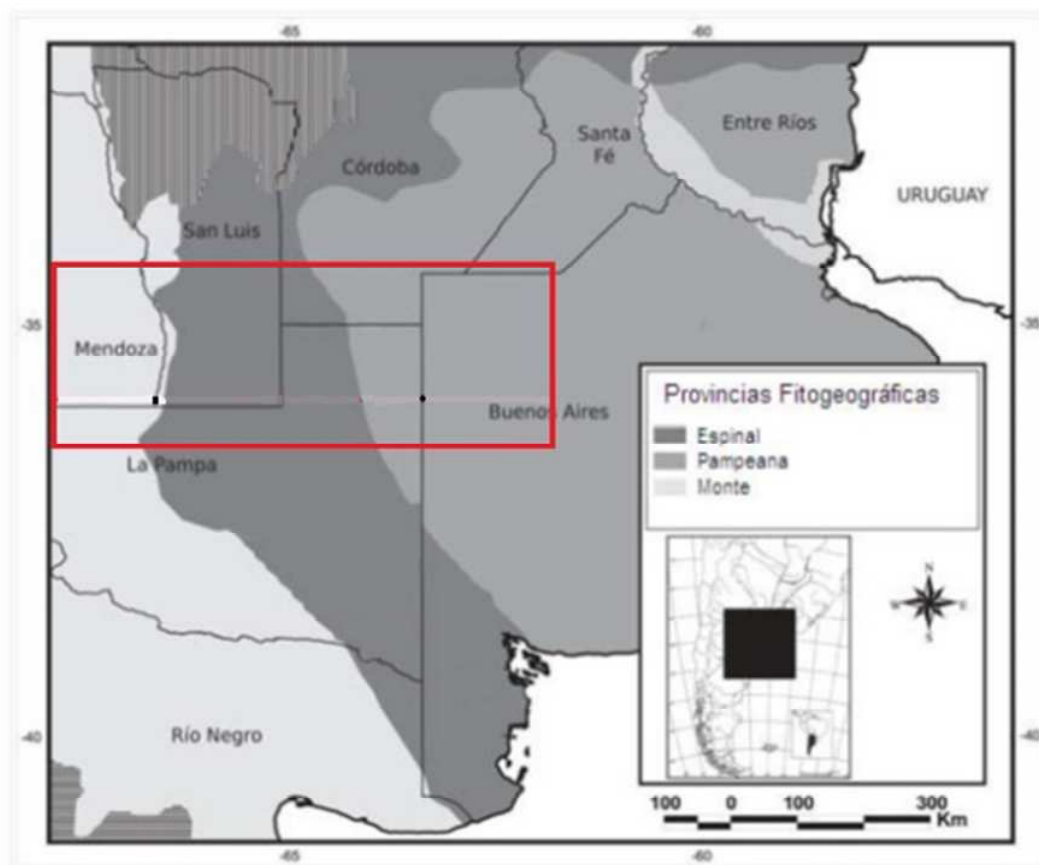 -65
-60
Santa
Fé
Entre Ríos
Córdoba
URUGUAY
San Luis
-35
-35
Mendoza
Buenos Aires
La Pampa
Provincias Fitogeográficas
Espinal
Pampeana
Monte
N
W
E
S
Río Negro
-40
-40
100
0
100
300
Km
-65
-60